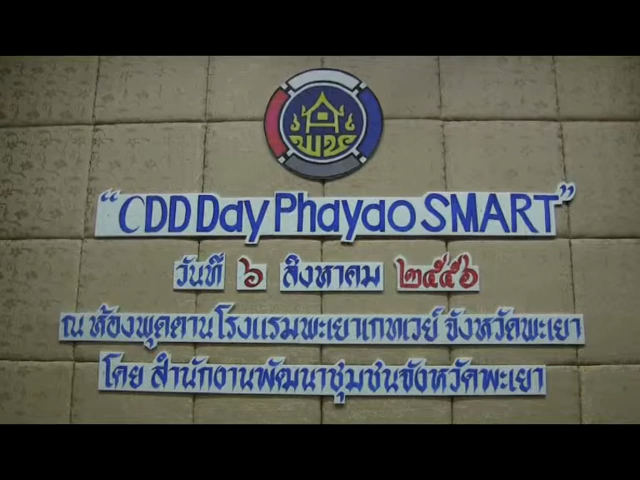 พช
“CDD Day Phayao SMART”
วันที่ ๖ สิงหาคม ๒๕๕๖
ณ ห้องพุดตานโรงแรมพะเยาเกทเวย์ จังหวัดพะเยา
โดย สำนักงานพัฒนาชุมชนจังหวัดพะเยา